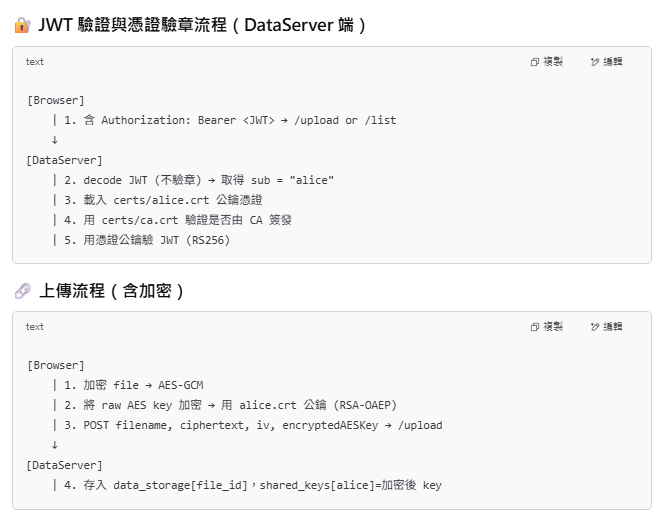 🔐 JWT 驗證與憑證驗章流程（DataServer 端）
text 複製 編輯
[Browser]
| 1. 含 Authorization: Bearer <JWT> → /upload or /list
↓
[DataServer]
| 2. decode JWT (不驗章) → 取得 sub = "alice"
| 3. 載入 certs/alice.crt 公鑰憑證
| 4. 用 certs/ca.crt 驗證是否由 CA 簽發
| 5. 用憑證公鑰驗 JWT (RS256)
🔗 上傳流程（含加密）
text 複製 編輯
[Browser]
| 1. 加密 file → AES-GCM
| 2. 將 raw AES key 加密 → 用 alice.crt 公鑰 (RSA-OAEP)
| 3. POST filename, ciphertext, iv, encryptedAESKey → /upload
↓
[DataServer]
| 4. 存入 data_storage[file_id]，shared_keys[alice]=加密後 key